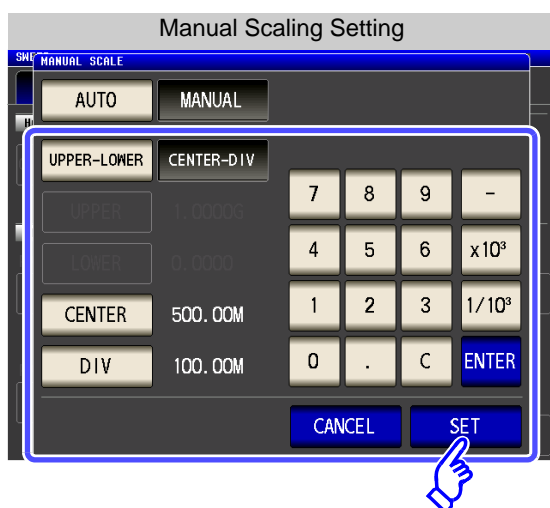 Manual Scaling Setting
SWE
MANUAL SCALE
AUTO MANUAL
H
UPPER-LOWER CENTER-DIV
UPPER 1.0000G
LOWER 0.0000
CENTER 500.00M
DIV 100.00M
7 8 9 -
4 5 6 x10³
1 2 3 1/10³
0 . C ENTER
CANCEL SET